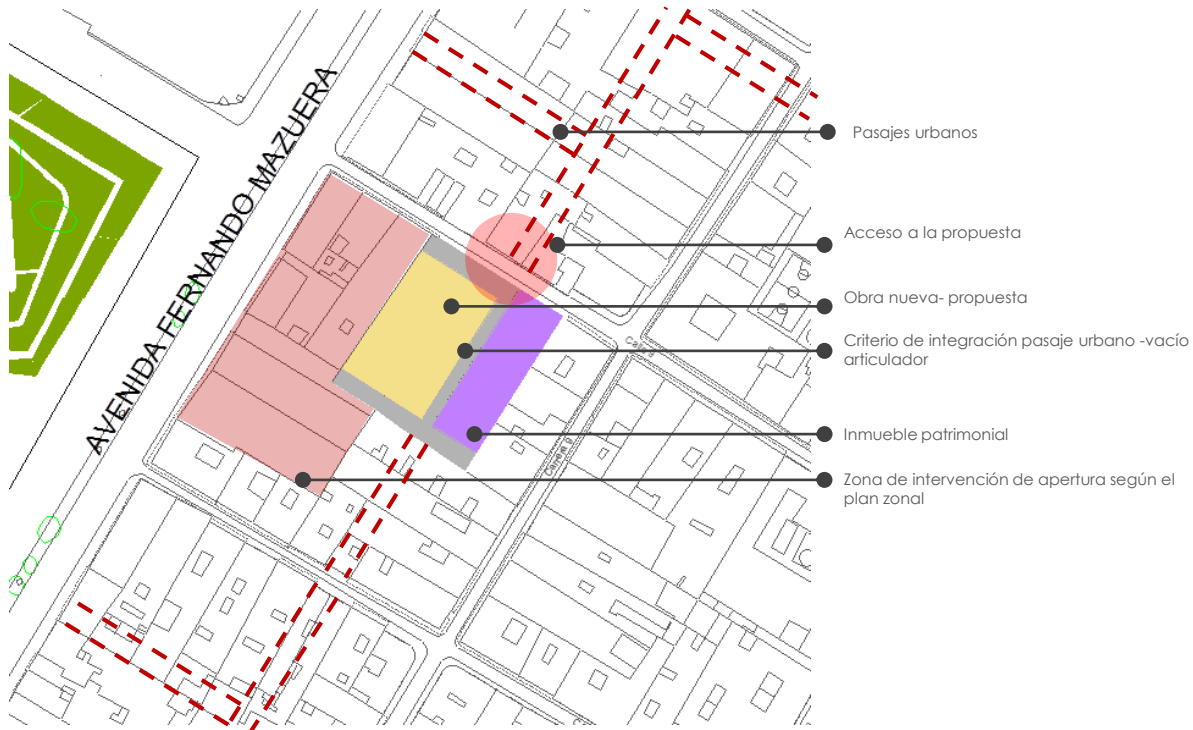 AVENIDA FERNANDO MAZUERA
Pasajes urbanos
Acceso a la propuesta
Obra nueva- propuesta
Criterio de integración pasaje urbano -vacío
articulador
Inmueble patrimonial
Zona de intervención de apertura según el
plan zonal